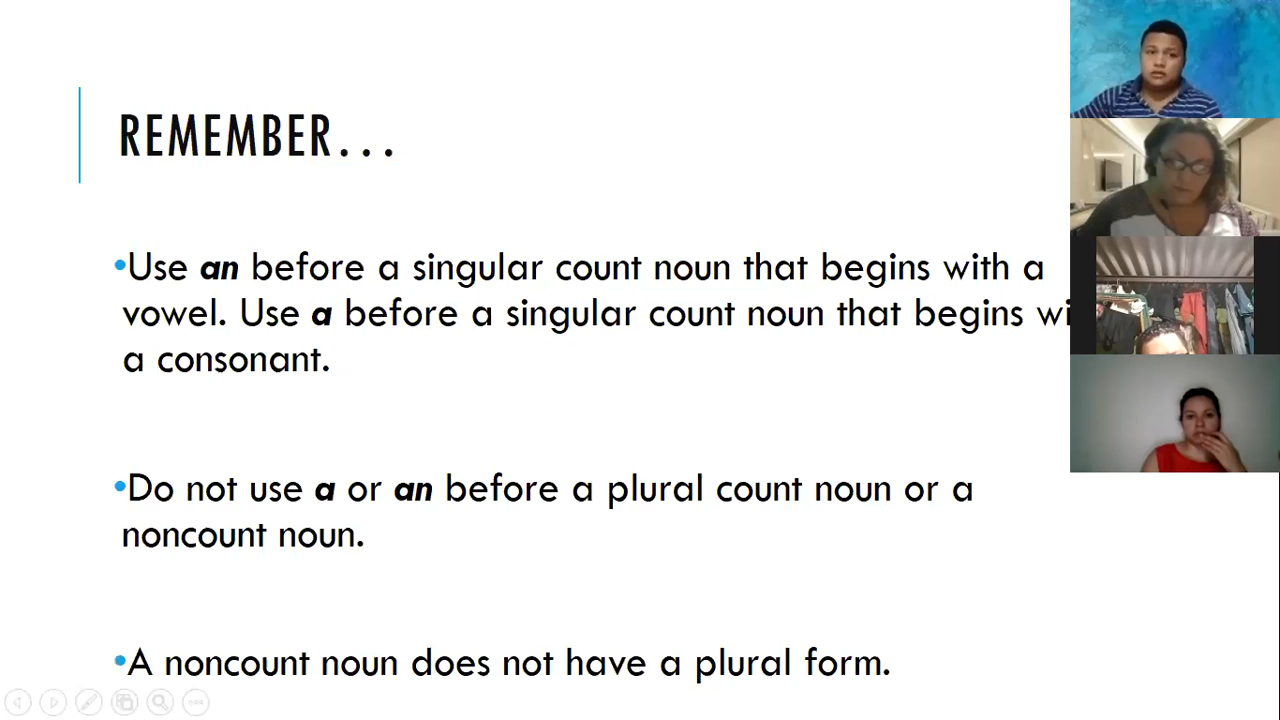 REMEMBER...
•Use an before a singular count noun that begins with a
vowel. Use a before a singular count noun that begins
a consonant.
•Do not use a or an before a plural count noun or a
noncount noun.
•A noncount noun does not have a plural form.